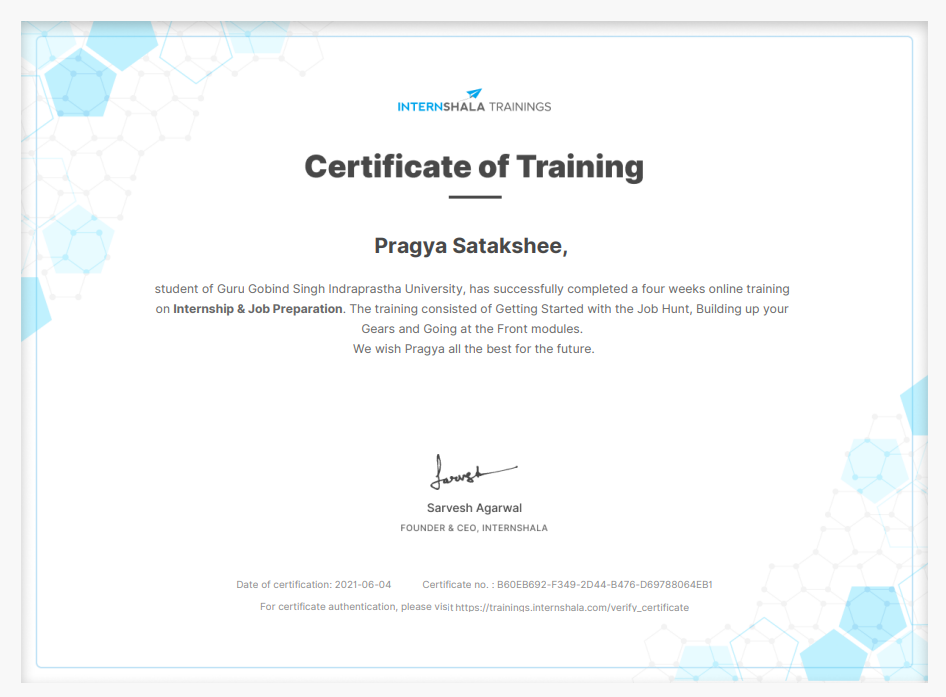 INTERNSHALA TRAININGS
Certificate of Training
Pragya Satakshee,
student of Guru Gobind Singh Indraprastha University, has successfully completed a four weeks online training
on Internship & Job Preparation. The training consisted of Getting Started with the Job Hunt, Building up your
Gears and Going at the Front modules.
We wish Pragya all the best for the future.
Sarvesh
Sarvesh Agarwal
FOUNDER & CEO, INTERNSHALA
Date of certification: 2021-06-04 Certificate no. : B60EB692-F349-2D44-B476-D69788064EB1
For certificate authentication, please visit https://trainings.internshala.com/verify_certificate